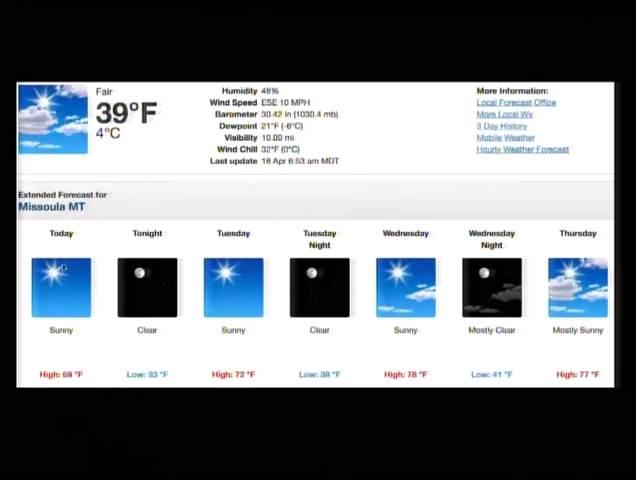 Fair
39°F
4°C
Humidity 48%
Wind Speed ESE 10 MPH
Barometer 30.42 in (1030.4 mb)
Dewpoint 21°F (-6°C)
Visibility 10.00 mi
Wind Chill 32°F (0°C)
Last update 18 Apr 6:53 am MDT
More Information:
Local Forecast Office
More Local Wx
3 Day History
Mobile Weather
Hourly Weather Forecast
Extended Forecast for
Missoula MT
Today Tonight Tuesday Tuesday Night Wednesday Wednesday Night Thursday
Sunny Clear Sunny Clear Sunny Mostly Clear Mostly Sunny
High: 69 °F Low: 33 °F High: 72 °F Low: 39 °F High: 76 °F Low: 41 °F High: 77 °F